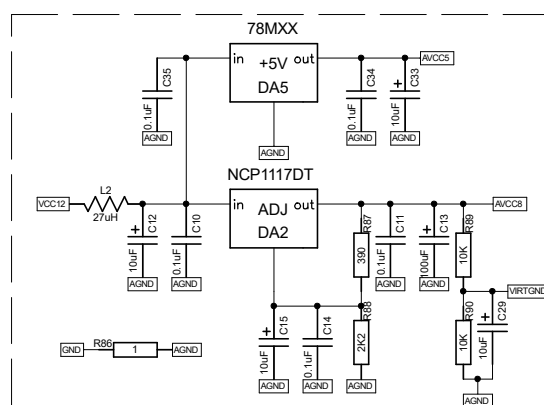 78MXX
in
+5V
out
DA5
C35
0.1uF
AGND
AGND
C34
0.1uF
AGND
C33
+
10uF
AGND
AVCC5
NCP1117DT
in
ADJ
out
DA2
VCC12
L2
27uH
+
C12
10uF
AGND
C10
0.1uF
AGND
R87
390
C11
0.1uF
AGND
+
C13
100uF
AGND
R89
10K
AVCC8
VIRTGND
GND
R86
1
AGND
+
C15
10uF
AGND
C14
0.1uF
AGND
R88
2K2
AGND
R90
10K
+
C29
10uF
AGND